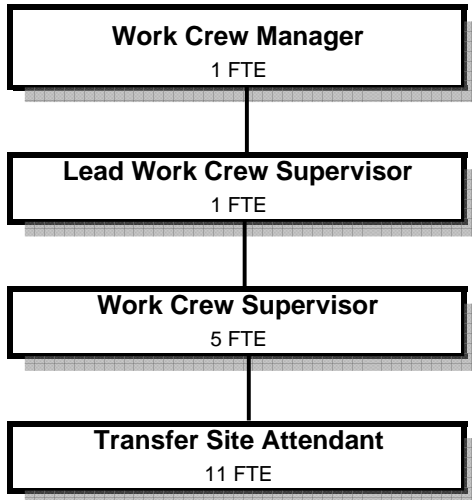 Work Crew Manager
1 FTE
Lead Work Crew Supervisor
1 FTE
Work Crew Supervisor
5 FTE
Transfer Site Attendant
11 FTE